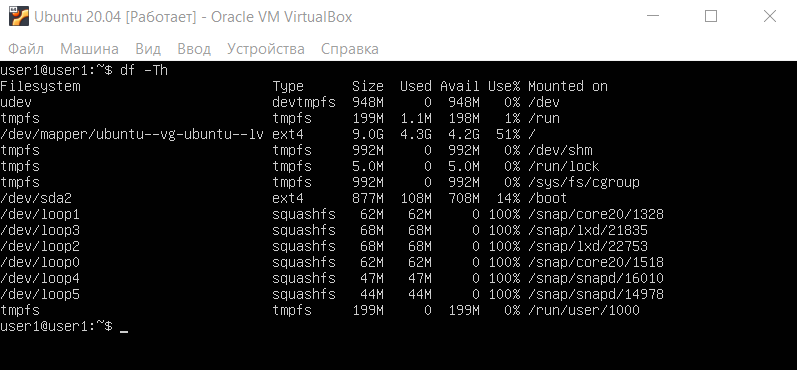 Ubuntu 20.04 [Работает] - Oracle VM VirtualBox
Файл Машина Вид Ввод Устройства Справка
user1@user1:~$ df -Th
Filesystem Type Size Used Avail Use% Mounted on
udev devtmpfs 948M 0 948M 0% /dev
tmpfs tmpfs 199M 1.1M 198M 1% /run
/dev/mapper/ubuntu--vg-ubuntu--lv ext4 9.0G 4.3G 4.2G 51% /
tmpfs tmpfs 992M 0 992M 0% /dev/shm
tmpfs tmpfs 5.0M 0 5.0M 0% /run/lock
tmpfs tmpfs 992M 0 992M 0% /sys/fs/cgroup
/dev/sda2 ext4 877M 108M 708M 14% /boot
/dev/loop1 squashfs 62M 62M 0 100% /snap/core20/1328
/dev/loop3 squashfs 68M 68M 0 100% /snap/lxd/21835
/dev/loop2 squashfs 68M 68M 0 100% /snap/lxd/22753
/dev/loop0 squashfs 62M 62M 0 100% /snap/core20/1518
/dev/loop4 squashfs 47M 47M 0 100% /snap/snapd/16010
/dev/loop5 squashfs 44M 44M 0 100% /snap/snapd/14978
tmpfs tmpfs 199M 0 199M 0% /run/user/1000
user1@user1:~$ _